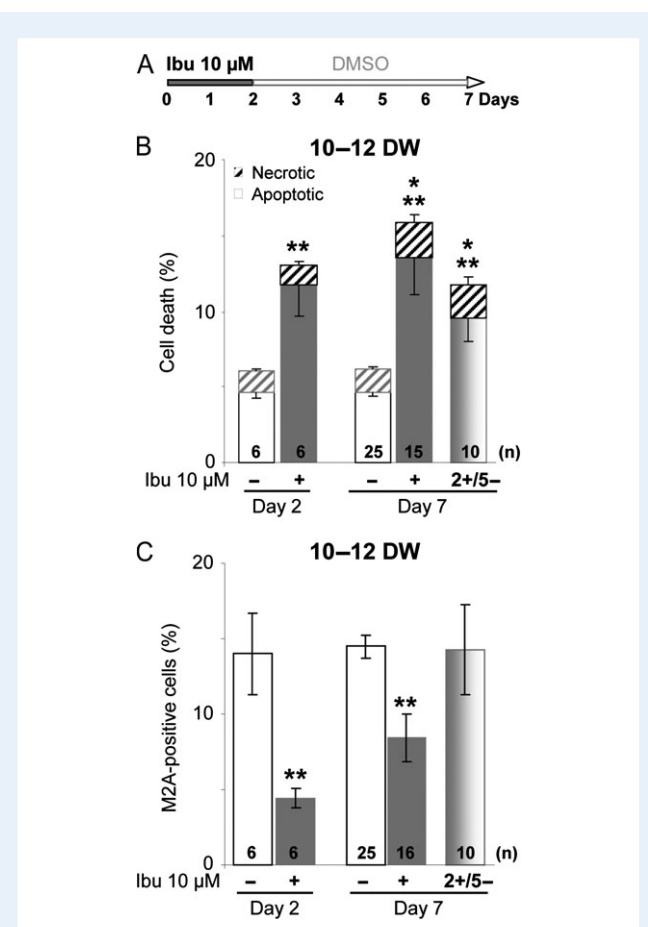 A
Ibu 10 µM DMSO
0 1 2 3 4 5 6 7 Days
B
10–12 DW
20
Necrotic
Apoptotic
*
**
**
*
**
10
Cell death (%)
0
6 6 25 15 10 (n)
Ibu 10 µM – + – + 2+/5–
Day 2 Day 7
C
10–12 DW
20
M2A-positive cells (%)
**
10
**
0
6 6 25 16 10 (n)
Ibu 10 µM – + – + 2+/5–
Day 2 Day 7